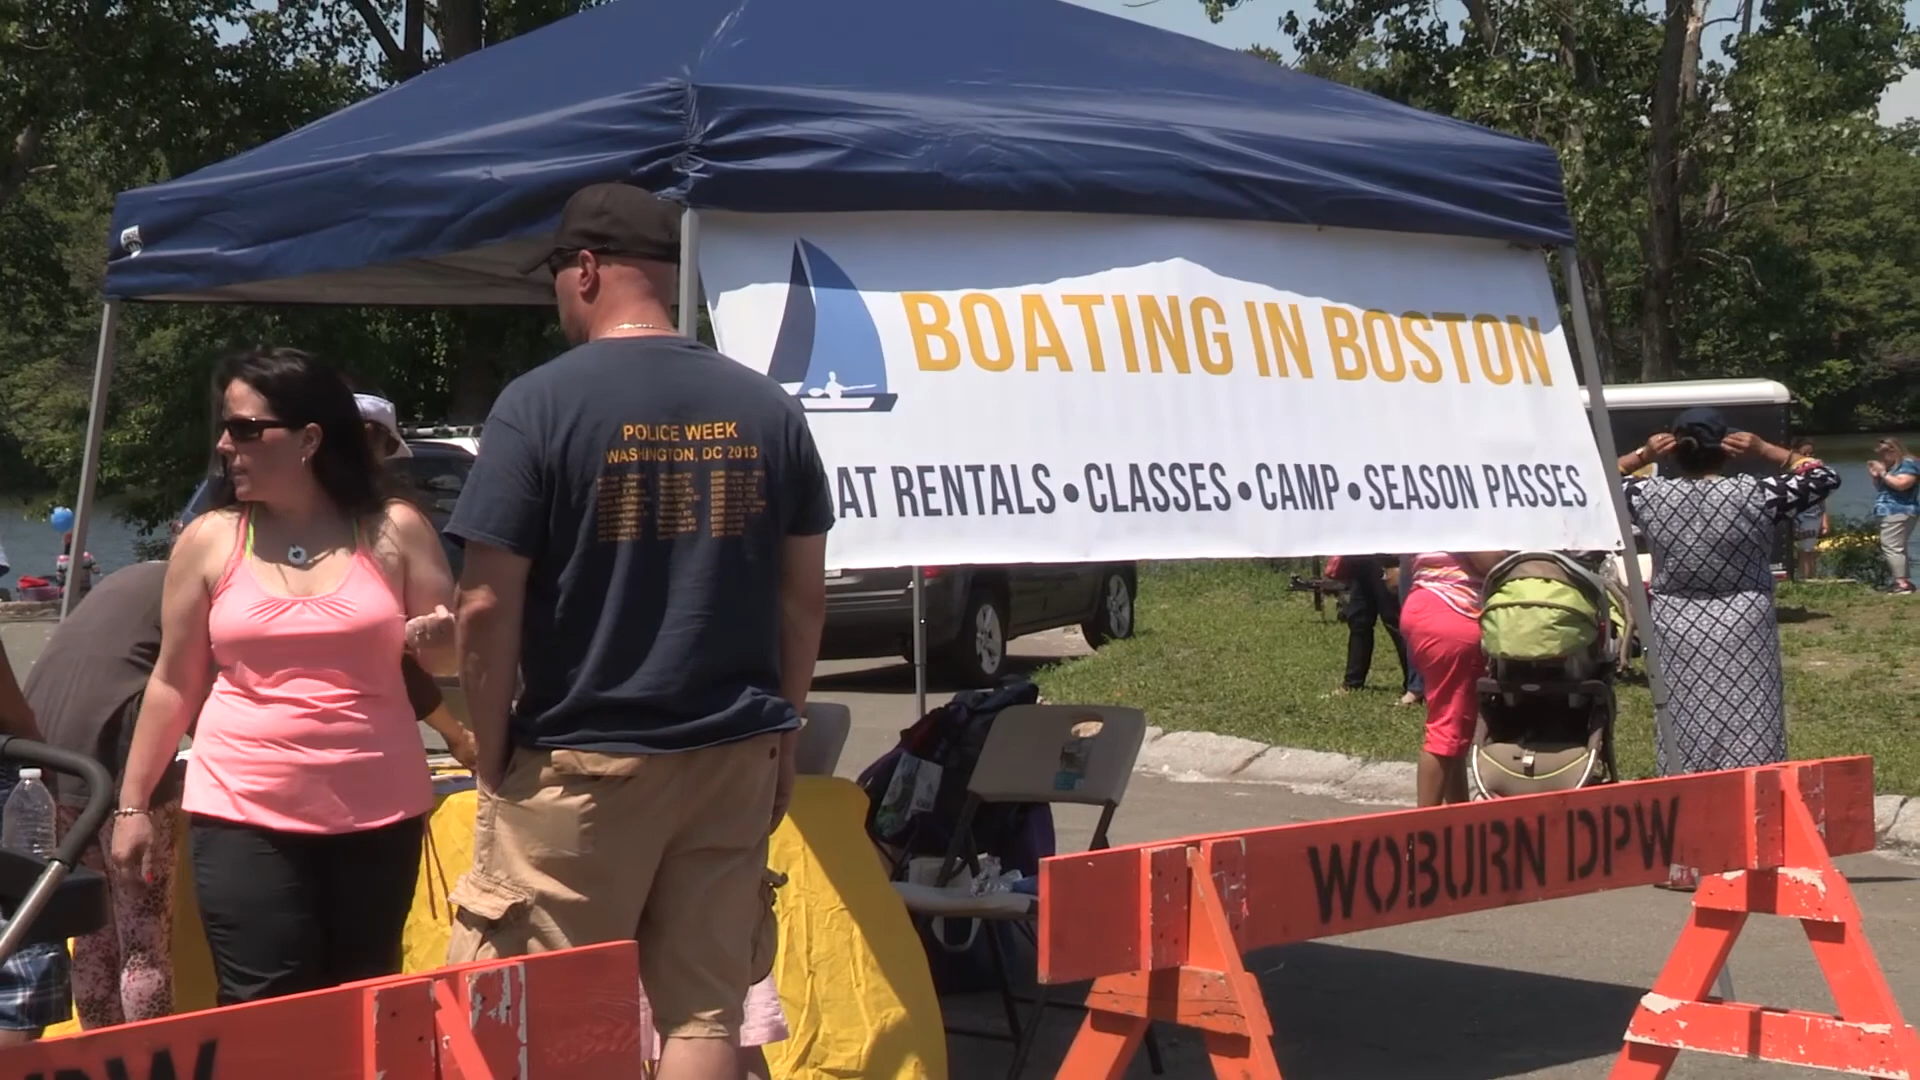 BOATING IN BOSTON
AT RENTALS • CLASSES • CAMP • SEASON PASSES
POLICE WEEK
WASHINGTON, DC 2013
WOBURN DPW
DPW